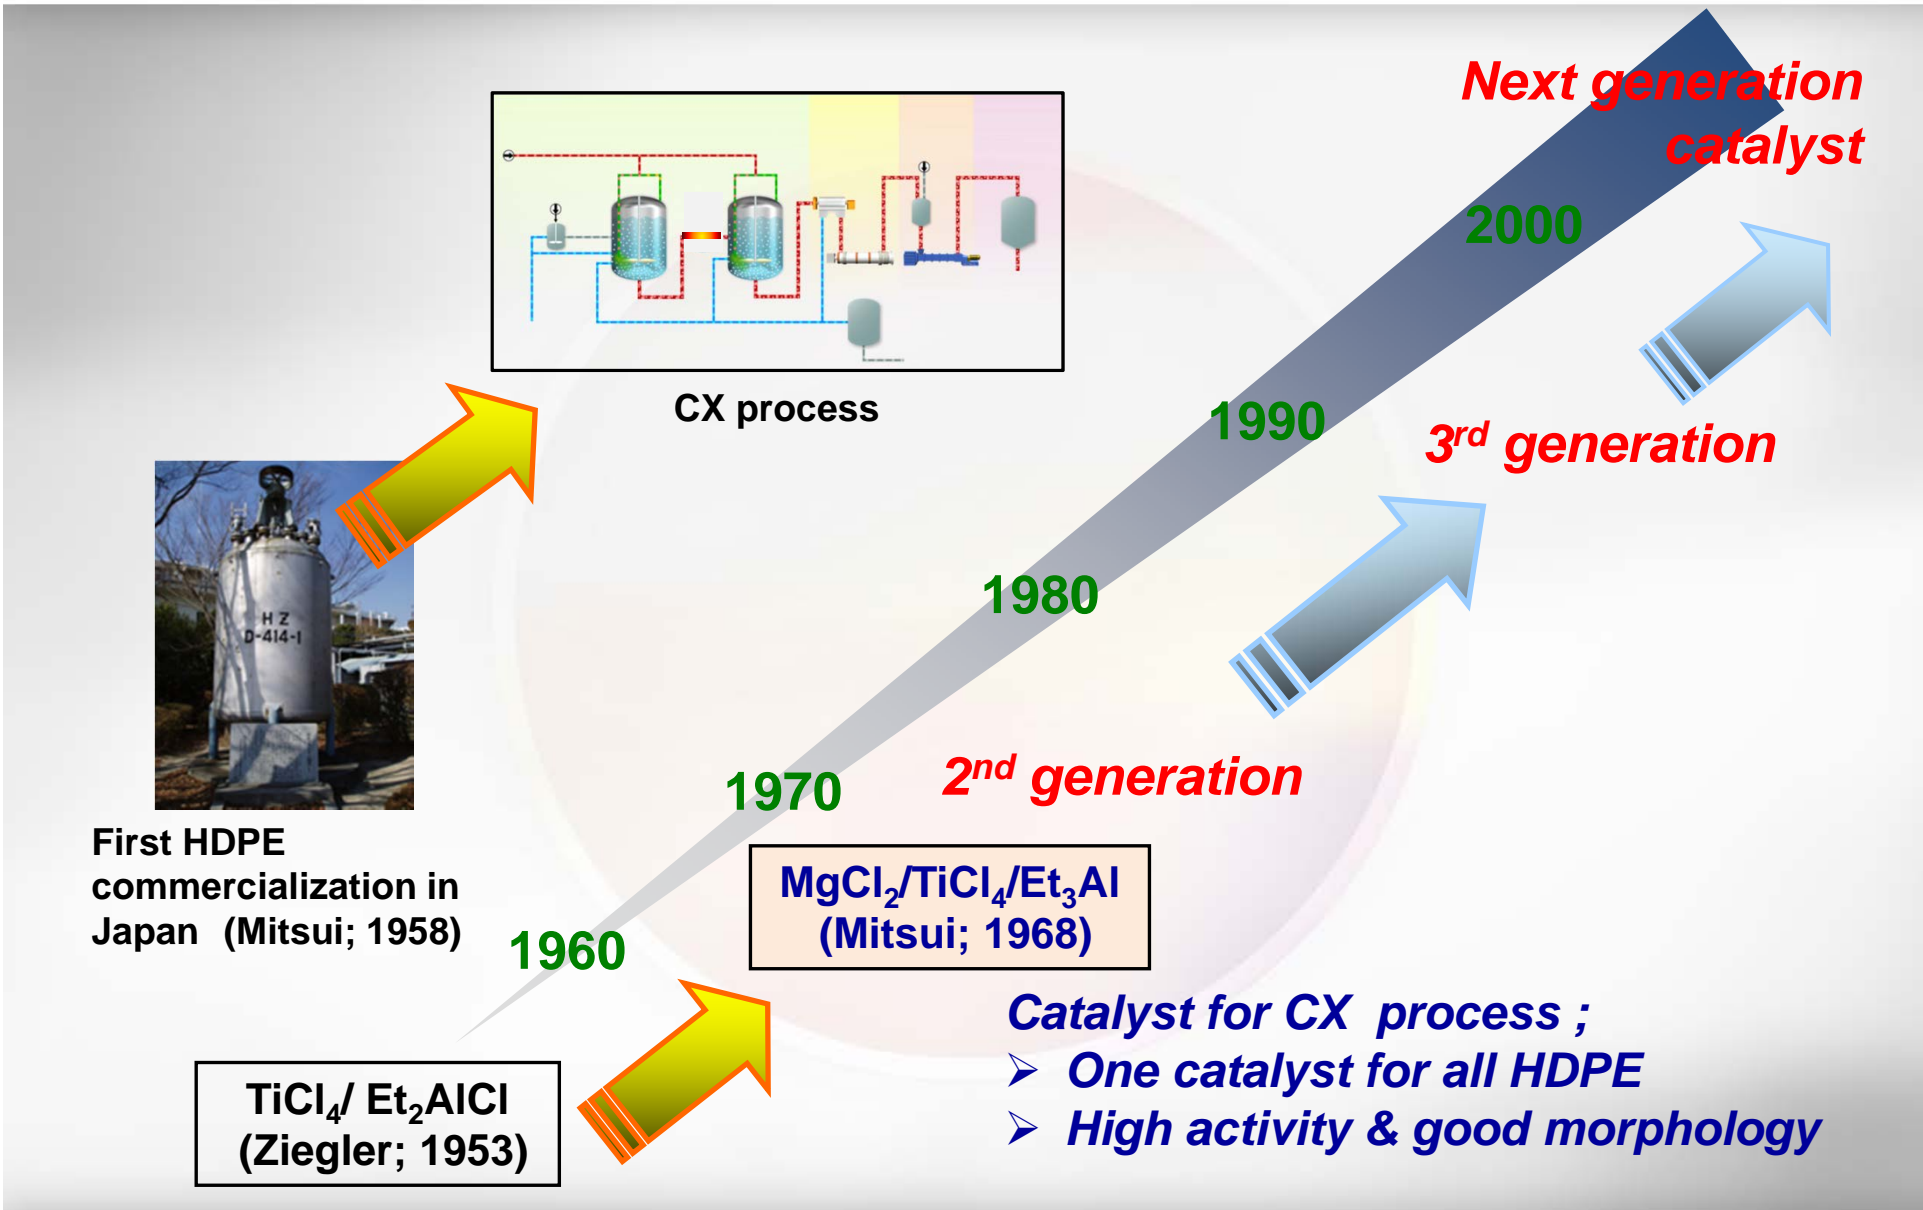 Next generation
catalyst
2000
CX process
1990
3rd generation
H Z
D-414-1
1980
1970
2nd generation
First HDPE
commercialization in
Japan (Mitsui; 1958)
MgCl2/TiCl4/Et3Al
(Mitsui; 1968)
1960
Catalyst for CX process ;
➢ One catalyst for all HDPE
➢ High activity & good morphology
TiCl4/ Et2AlCl
(Ziegler; 1953)